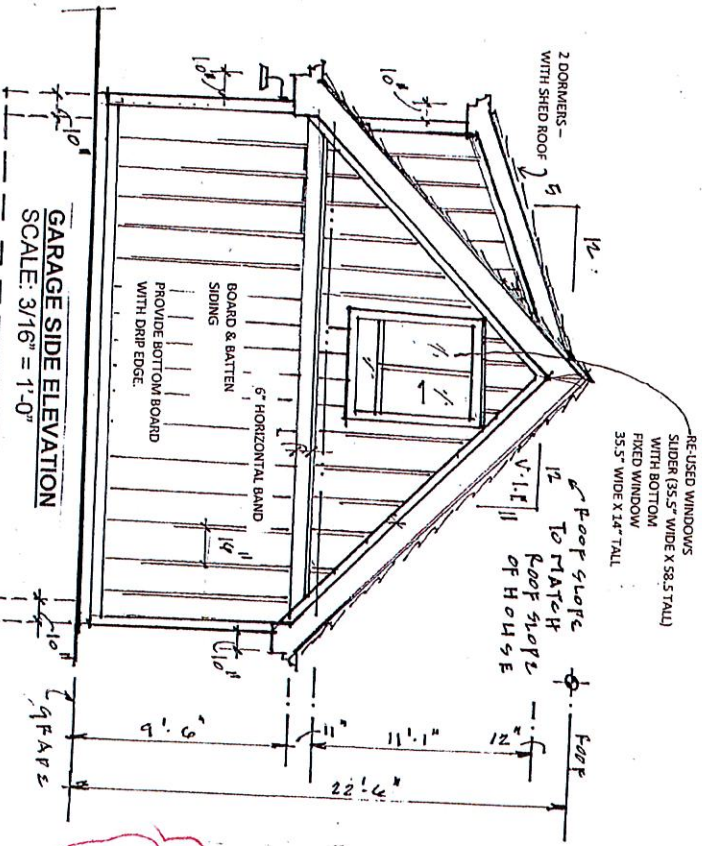 2 DORMERS –
WITH SHED ROOF
5
12
RE-USED WINDOWS
SLIDER (35.5" WIDE X 58.5 TALL)
WITH BOTTOM
FIXED WINDOW
35.5" WIDE X 14" TALL
12
11
V.I.F
ROOF SLOPE
TO MATCH
ROOF SLOPE
OF HOUSE
ROOF
10"
10"
6" HORIZONTAL BAND
BOARD & BATTEN
SIDING
PROVIDE BOTTOM BOARD
WITH DRIP EDGE.
10"
10"
10"
12"
11'.1"
11"
9'.6"
22'.6"
GRADE
GARAGE SIDE ELEVATION
SCALE: 3/16" = 1'-0"